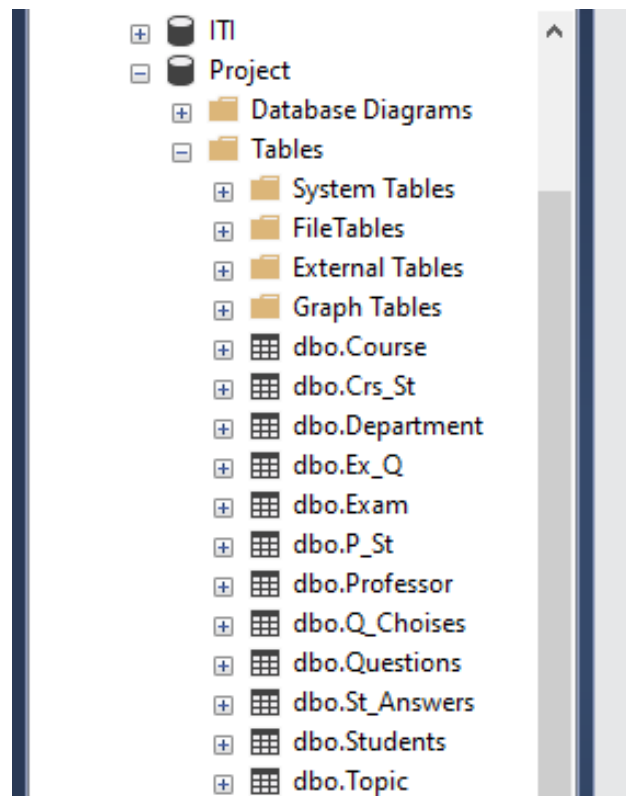 ITI
Project
Database Diagrams
Tables
System Tables
FileTables
External Tables
Graph Tables
dbo.Course
dbo.Crs_St
dbo.Department
dbo.Ex_Q
dbo.Exam
dbo.P_St
dbo.Professor
dbo.Q_Choises
dbo.Questions
dbo.St_Answers
dbo.Students
dbo.Topic